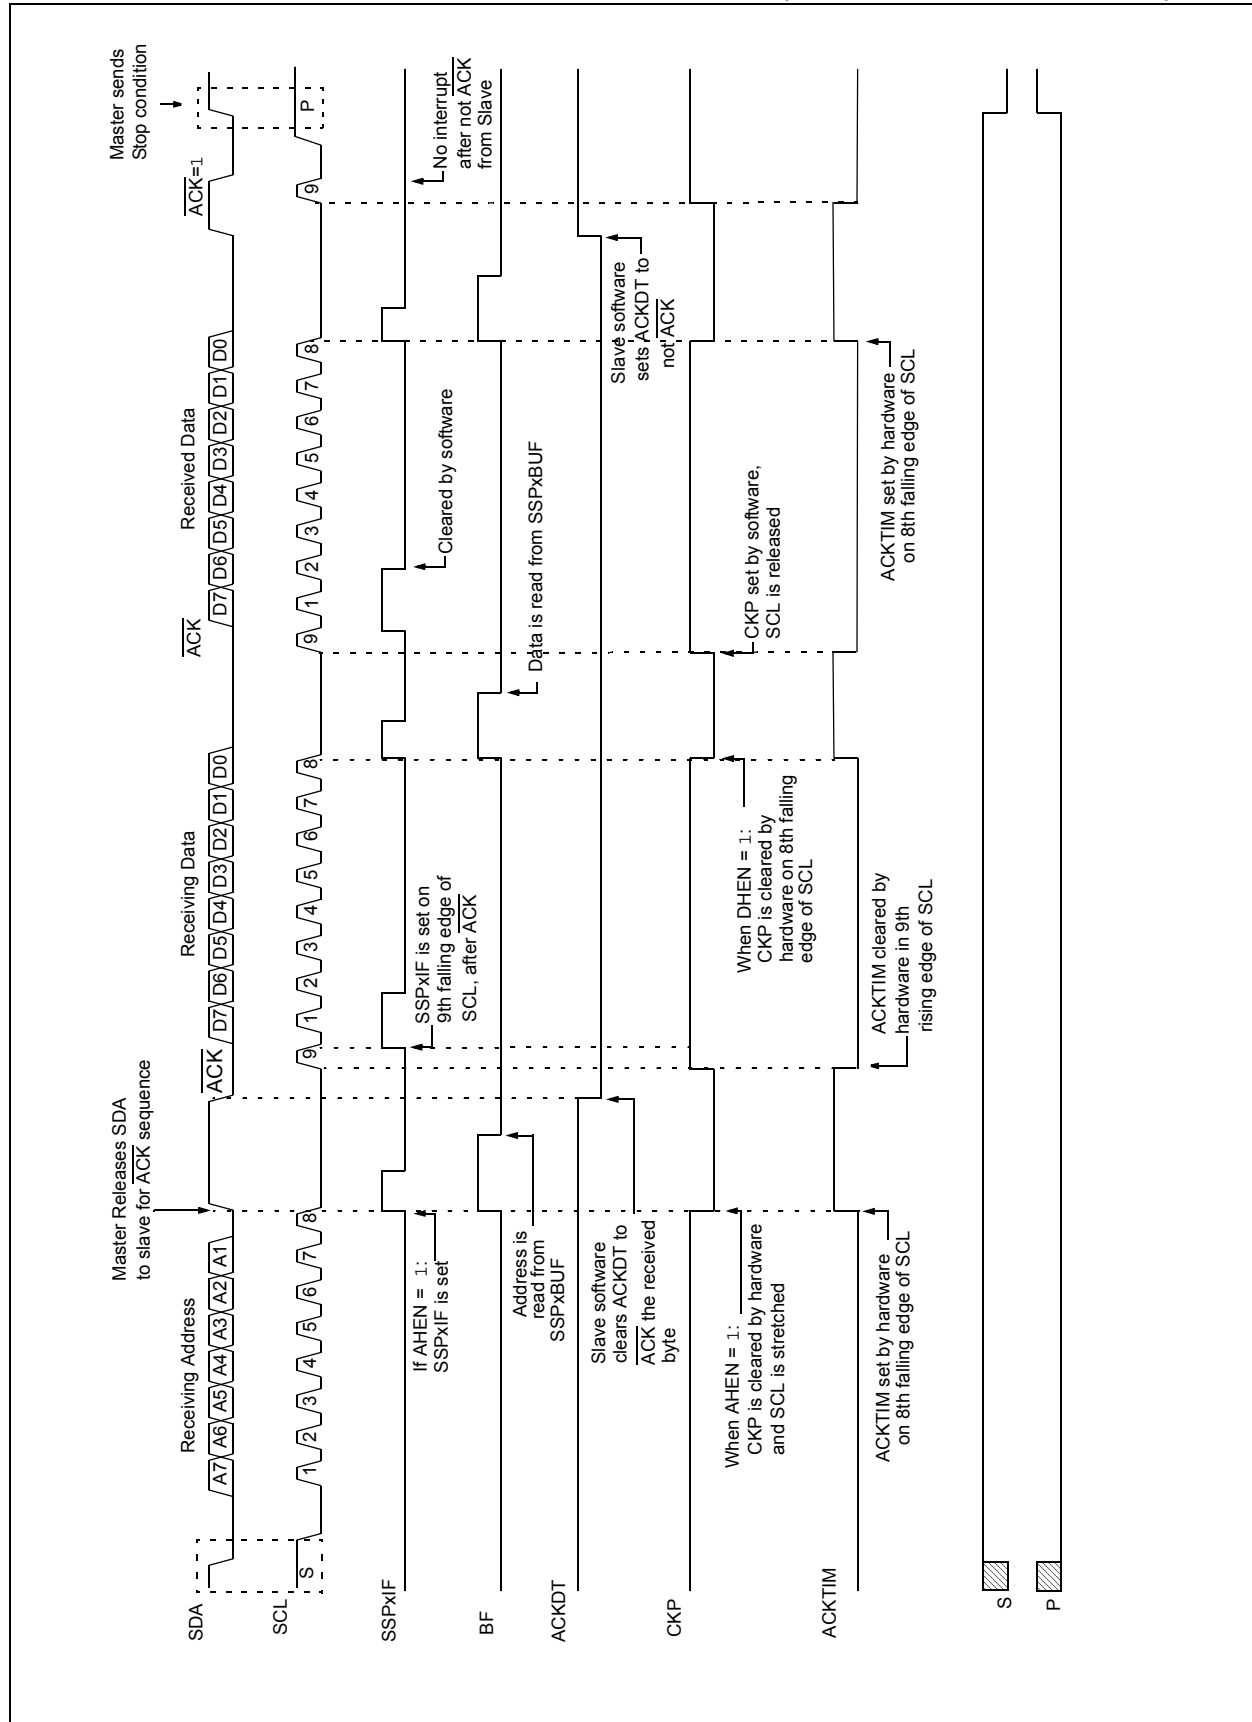 Master Releases SDA
to slave for ACK sequence
Master sends
Stop condition
Receiving Address
Receiving Data
Received Data
ACK
ACK
ACK=1
SDA
A7 A6 A5 A4 A3 A2 A1
D7 D6 D5 D4 D3 D2 D1 D0
D7 D6 D5 D4 D3 D2 D1 D0
SCL
S
1 2 3 4 5 6 7 8
9
1 2 3 4 5 6 7 8
9
1 2 3 4 5 6 7 8
9
P
SSPxIF
If AHEN = 1:
SSPxIF is set
SSPxIF is set on
9th falling edge of
SCL, after ACK
Cleared by software
No interrupt
after not ACK
from Slave
BF
Address is
read from
SSPxBUF
Data is read from SSPxBUF
ACKDT
Slave software
clears ACKDT to
ACK the received
byte
Slave software
sets ACKDT to
not ACK
CKP
When AHEN = 1:
CKP is cleared by hardware
and SCL is stretched
When DHEN = 1:
CKP is cleared by
hardware on 8th falling
edge of SCL
CKP set by software,
SCL is released
ACKTIM
ACKTIM set by hardware
on 8th falling edge of SCL
ACKTIM cleared by
hardware in 9th
rising edge of SCL
ACKTIM set by hardware
on 8th falling edge of SCL
S
P